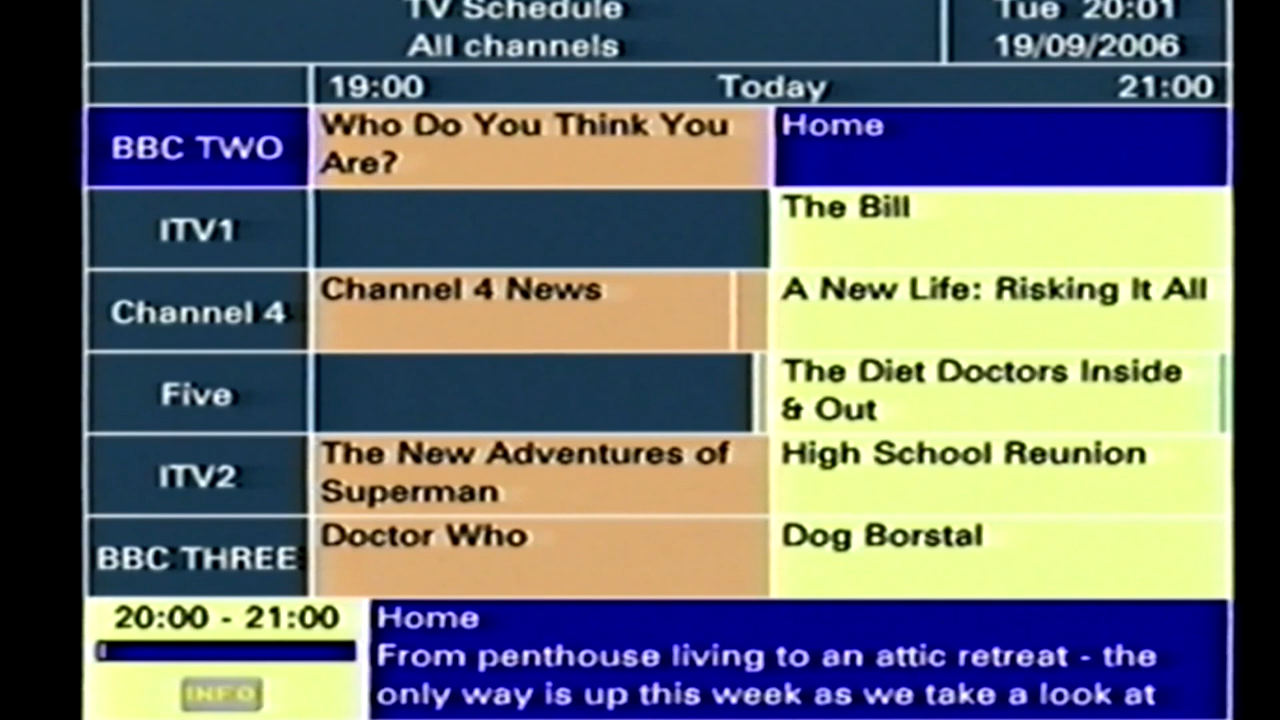 TV Schedule
Tue 20:01
All channels
19/09/2006
19:00 Today 21:00
BBC TWO
Who Do You Think You
Are?
Home
ITV1
The Bill
Channel 4
Channel 4 News
A New Life: Risking It All
Five
The Diet Doctors Inside
& Out
ITV2
The New Adventures of
Superman
High School Reunion
BBC THREE
Doctor Who
Dog Borstal
20:00 - 21:00
INFO
Home
From penthouse living to an attic retreat - the
only way is up this week as we take a look at